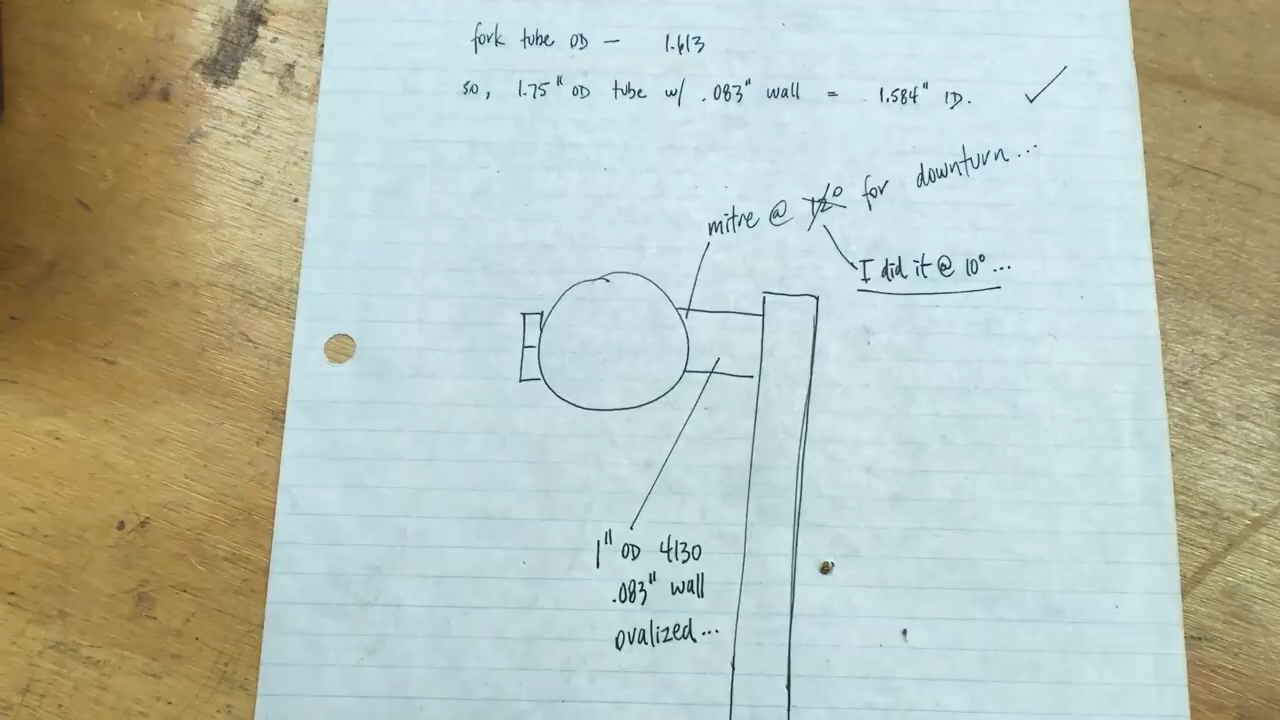 fork tube OD — 1.613
so, 1.75" OD tube w/ .083" wall = 1.584" ID. ✓
mitre @ 12° for downturn...
I did it @ 10°...
1" OD 4130
.083" wall
ovalized...